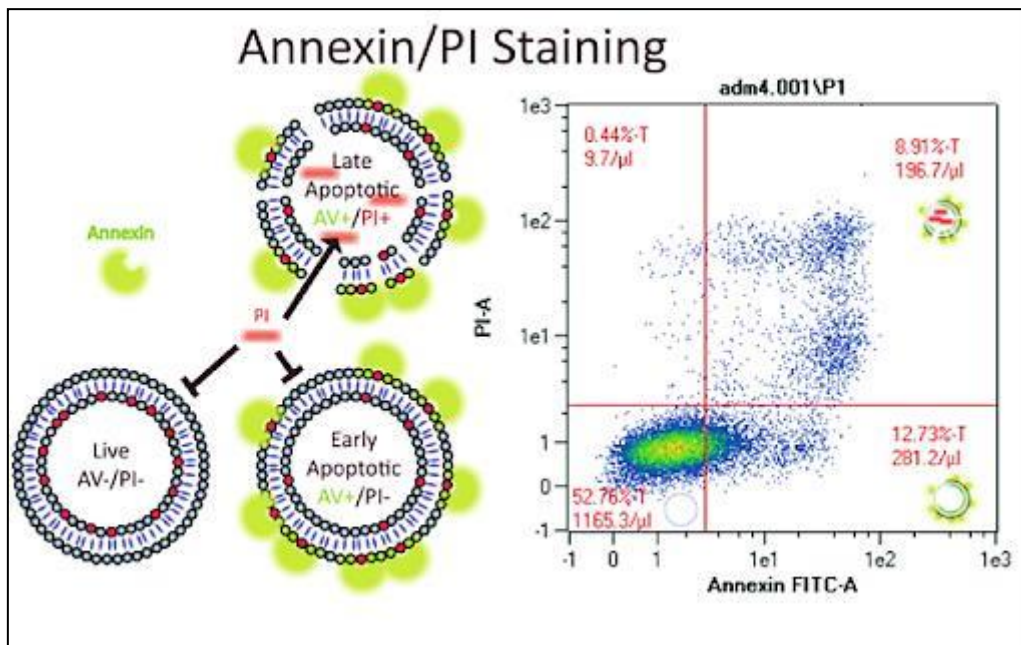 Annexin/PI Staining
Late
Apoptotic
AV+/PI+
Annexin
PI
Live
AV-/PI-
Early
Apoptotic
AV+/PI-
adm4.001\P1
1e3
0.44%-T
9.7/µl
8.91%-T
196.7/µl
1e2
PI-A
1e1
1
12.73%-T
281.2/µl
0
52.76%-T
1165.3/µl
-1
-1 0 1 1e1 1e2 1e3
Annexin FITC-A